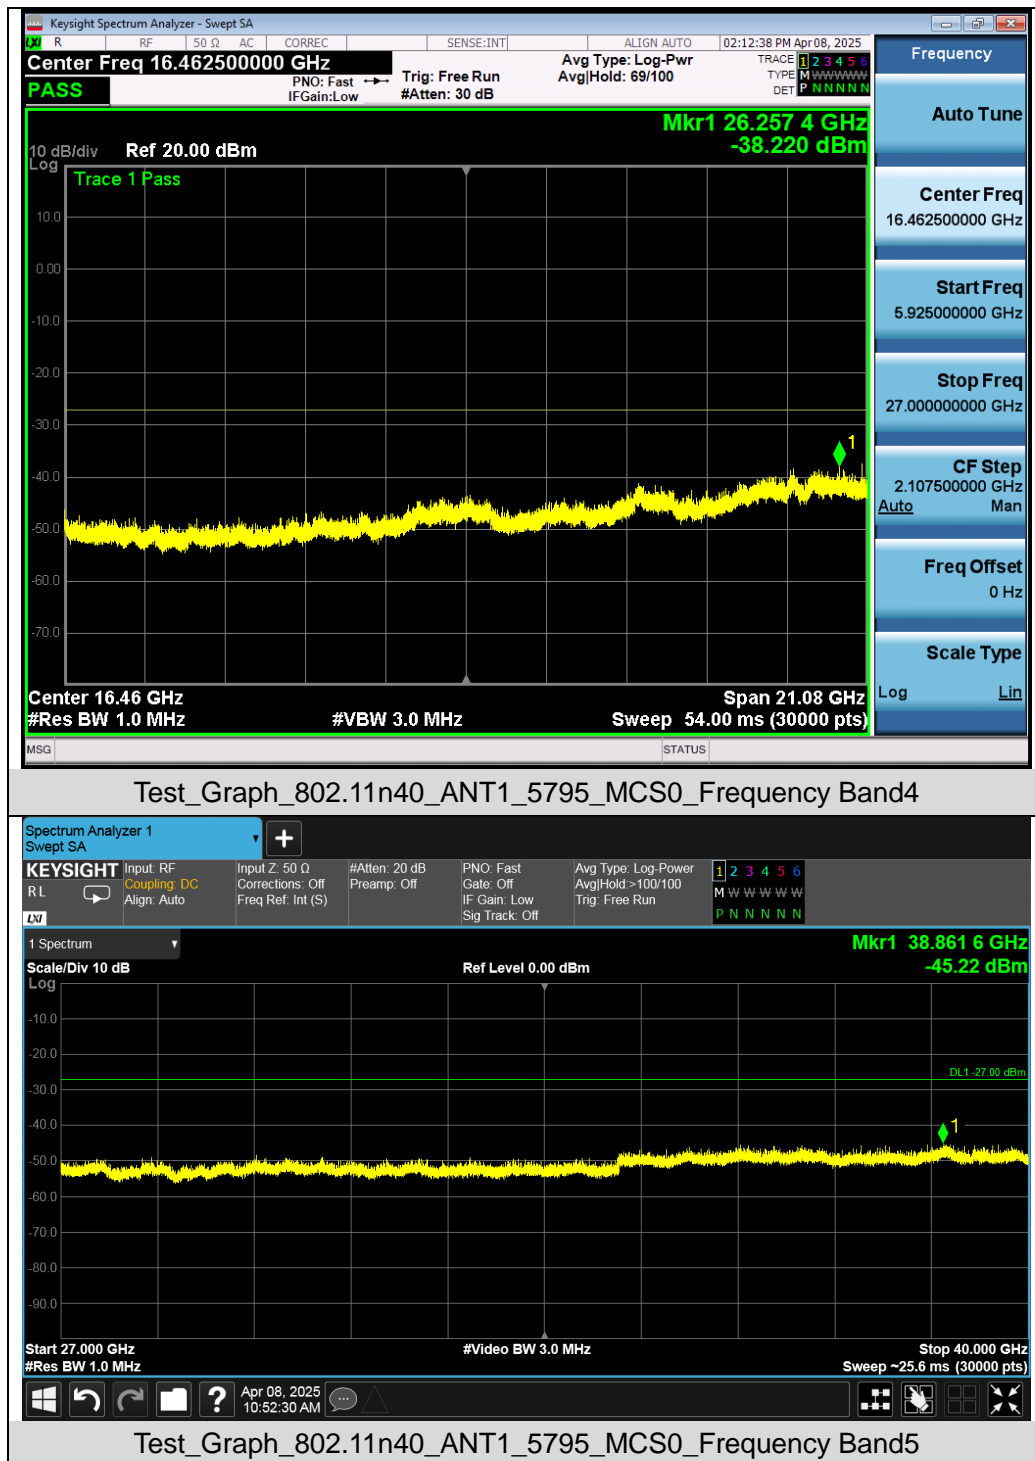 Keysight Spectrum Analyzer - Swept SA
LXI R RF 50 Ω AC CORREC SENSE:INT ALIGN AUTO 02:12:38 PM Apr 08, 2025
Center Freq 16.462500000 GHz
PNO: Fast
IFGain:Low
Trig: Free Run
#Atten: 30 dB
Avg Type: Log-Pwr
Avg|Hold: 69/100
TRACE 1 2 3 4 5 6
TYPE M W W W W W
DET P N N N N N
PASS
Mkr1 26.257 4 GHz
-38.220 dBm
10 dB/div Ref 20.00 dBm
Log
Trace 1 Pass
10.0
0.00
-10.0
-20.0
-30.0
1
-40.0
-50.0
-60.0
-70.0
Center 16.46 GHz Span 21.08 GHz
#Res BW 1.0 MHz #VBW 3.0 MHz Sweep 54.00 ms (30000 pts)
MSG STATUS
Frequency
Auto Tune
Center Freq
16.462500000 GHz
Start Freq
5.925000000 GHz
Stop Freq
27.000000000 GHz
CF Step
2.107500000 GHz
Auto Man
Freq Offset
0 Hz
Scale Type
Log Lin
Test_Graph_802.11n40_ANT1_5795_MCS0_Frequency Band4
Spectrum Analyzer 1
Swept SA
+
KEYSIGHT
RL
LXI
Input: RF
Coupling: DC
Align: Auto
Input Z: 50 Ω
Corrections: Off
Freq Ref: Int (S)
#Atten: 20 dB
Preamp: Off
PNO: Fast
Gate: Off
IF Gain: Low
Sig Track: Off
Avg Type: Log-Power
Avg|Hold:>100/100
Trig: Free Run
1 2 3 4 5 6
M W W W W W
P N N N N N
1 Spectrum
Mkr1 38.861 6 GHz
-45.22 dBm
Scale/Div 10 dB Ref Level 0.00 dBm
Log
-10.0
-20.0
DL1 -27.00 dBm
-30.0
-40.0
1
-50.0
-60.0
-70.0
-80.0
-90.0
Start 27.000 GHz #Video BW 3.0 MHz Stop 40.000 GHz
#Res BW 1.0 MHz Sweep ~25.6 ms (30000 pts)
?
Apr 08, 2025
10:52:30 AM
Test_Graph_802.11n40_ANT1_5795_MCS0_Frequency Band5